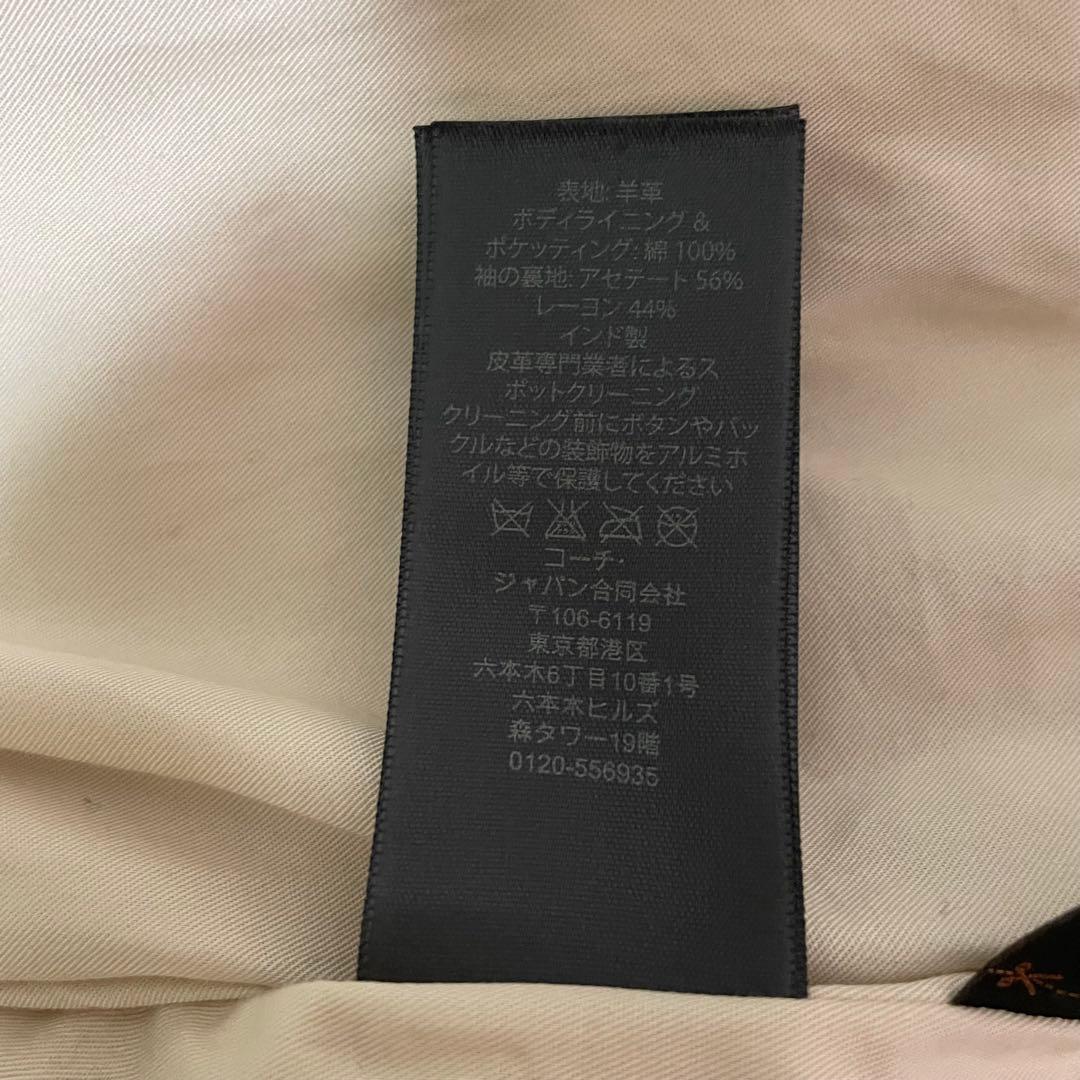 表地: 羊革
ボディライニング &
ポケッティング: 綿 100%
袖の裏地: アセテート 56%
レーヨン 44%
インド製
皮革専門業者によるス
ポットクリーニング
クリーニング前にボタンやバッ
クルなどの装飾物をアルミホ
イル等で保護してください
コーチ・
ジャパン合同会社
〒106-6119
東京都港区
六本木6丁目10番1号
六本木ヒルズ
森タワー19階
0120-556936